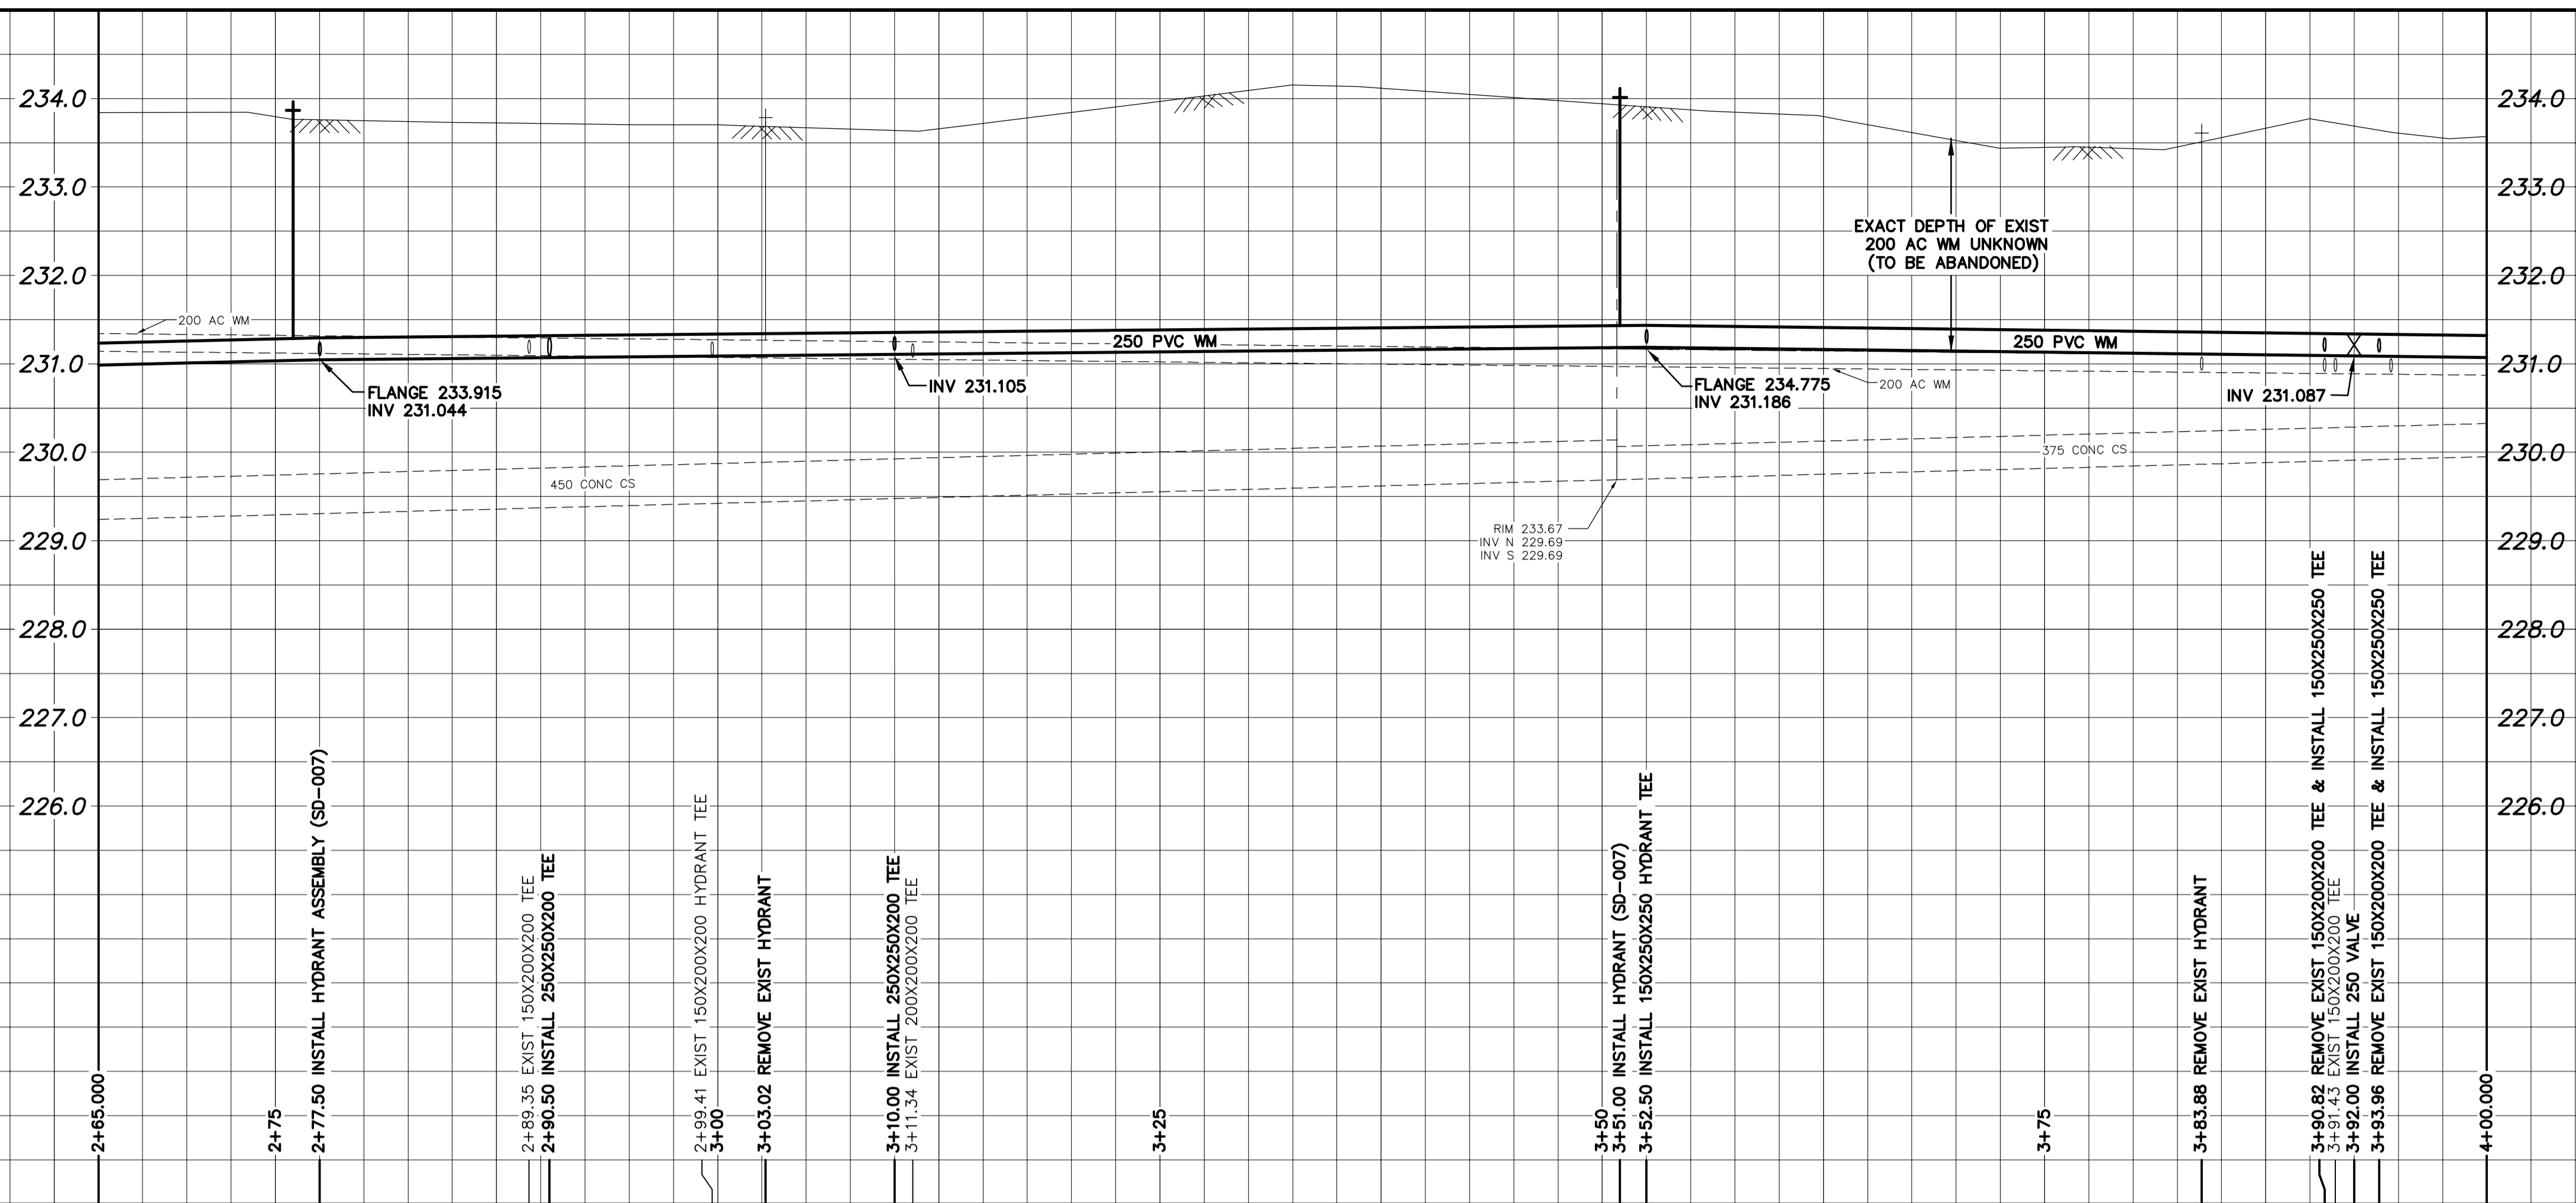 234.0
234.0
233.0
233.0
EXACT DEPTH OF EXIST
200 AC WM UNKNOWN
(TO BE ABANDONED)
232.0
232.0
200 AC WM
250 PVC WM
250 PVC WM
231.0
231.0
FLANGE 233.915
INV 231.044
INV 231.105
FLANGE 234.775
INV 231.186
200 AC WM
INV 231.087
230.0
230.0
450 CONC CS
375 CONC CS
RIM 233.67
INV N 229.69
INV S 229.69
229.0
229.0
228.0
228.0
227.0
227.0
226.0
226.0
2+65.000
2+75
2+77.50 INSTALL HYDRANT ASSEMBLY (SD-007)
2+89.35 EXIST 150X200X200 TEE
2+90.50 INSTALL 250X250X200 TEE
2+99.41 EXIST 150X200X200 HYDRANT TEE
3+00
3+03.02 REMOVE EXIST HYDRANT
3+10.00 INSTALL 250X250X200 TEE
3+11.34 EXIST 200X200X200 TEE
3+25
3+50
3+51.00 INSTALL HYDRANT (SD-007)
3+52.50 INSTALL 150X250X250 HYDRANT TEE
3+75
3+83.88 REMOVE EXIST HYDRANT
3+90.82 REMOVE EXIST 150X200X200 TEE & INSTALL 150X250X250 TEE
3+91.43 EXIST 150X200X200 TEE
3+92.00 INSTALL 250 VALVE
3+93.96 REMOVE EXIST 150X200X200 TEE & INSTALL 150X250X250 TEE
4+00.000